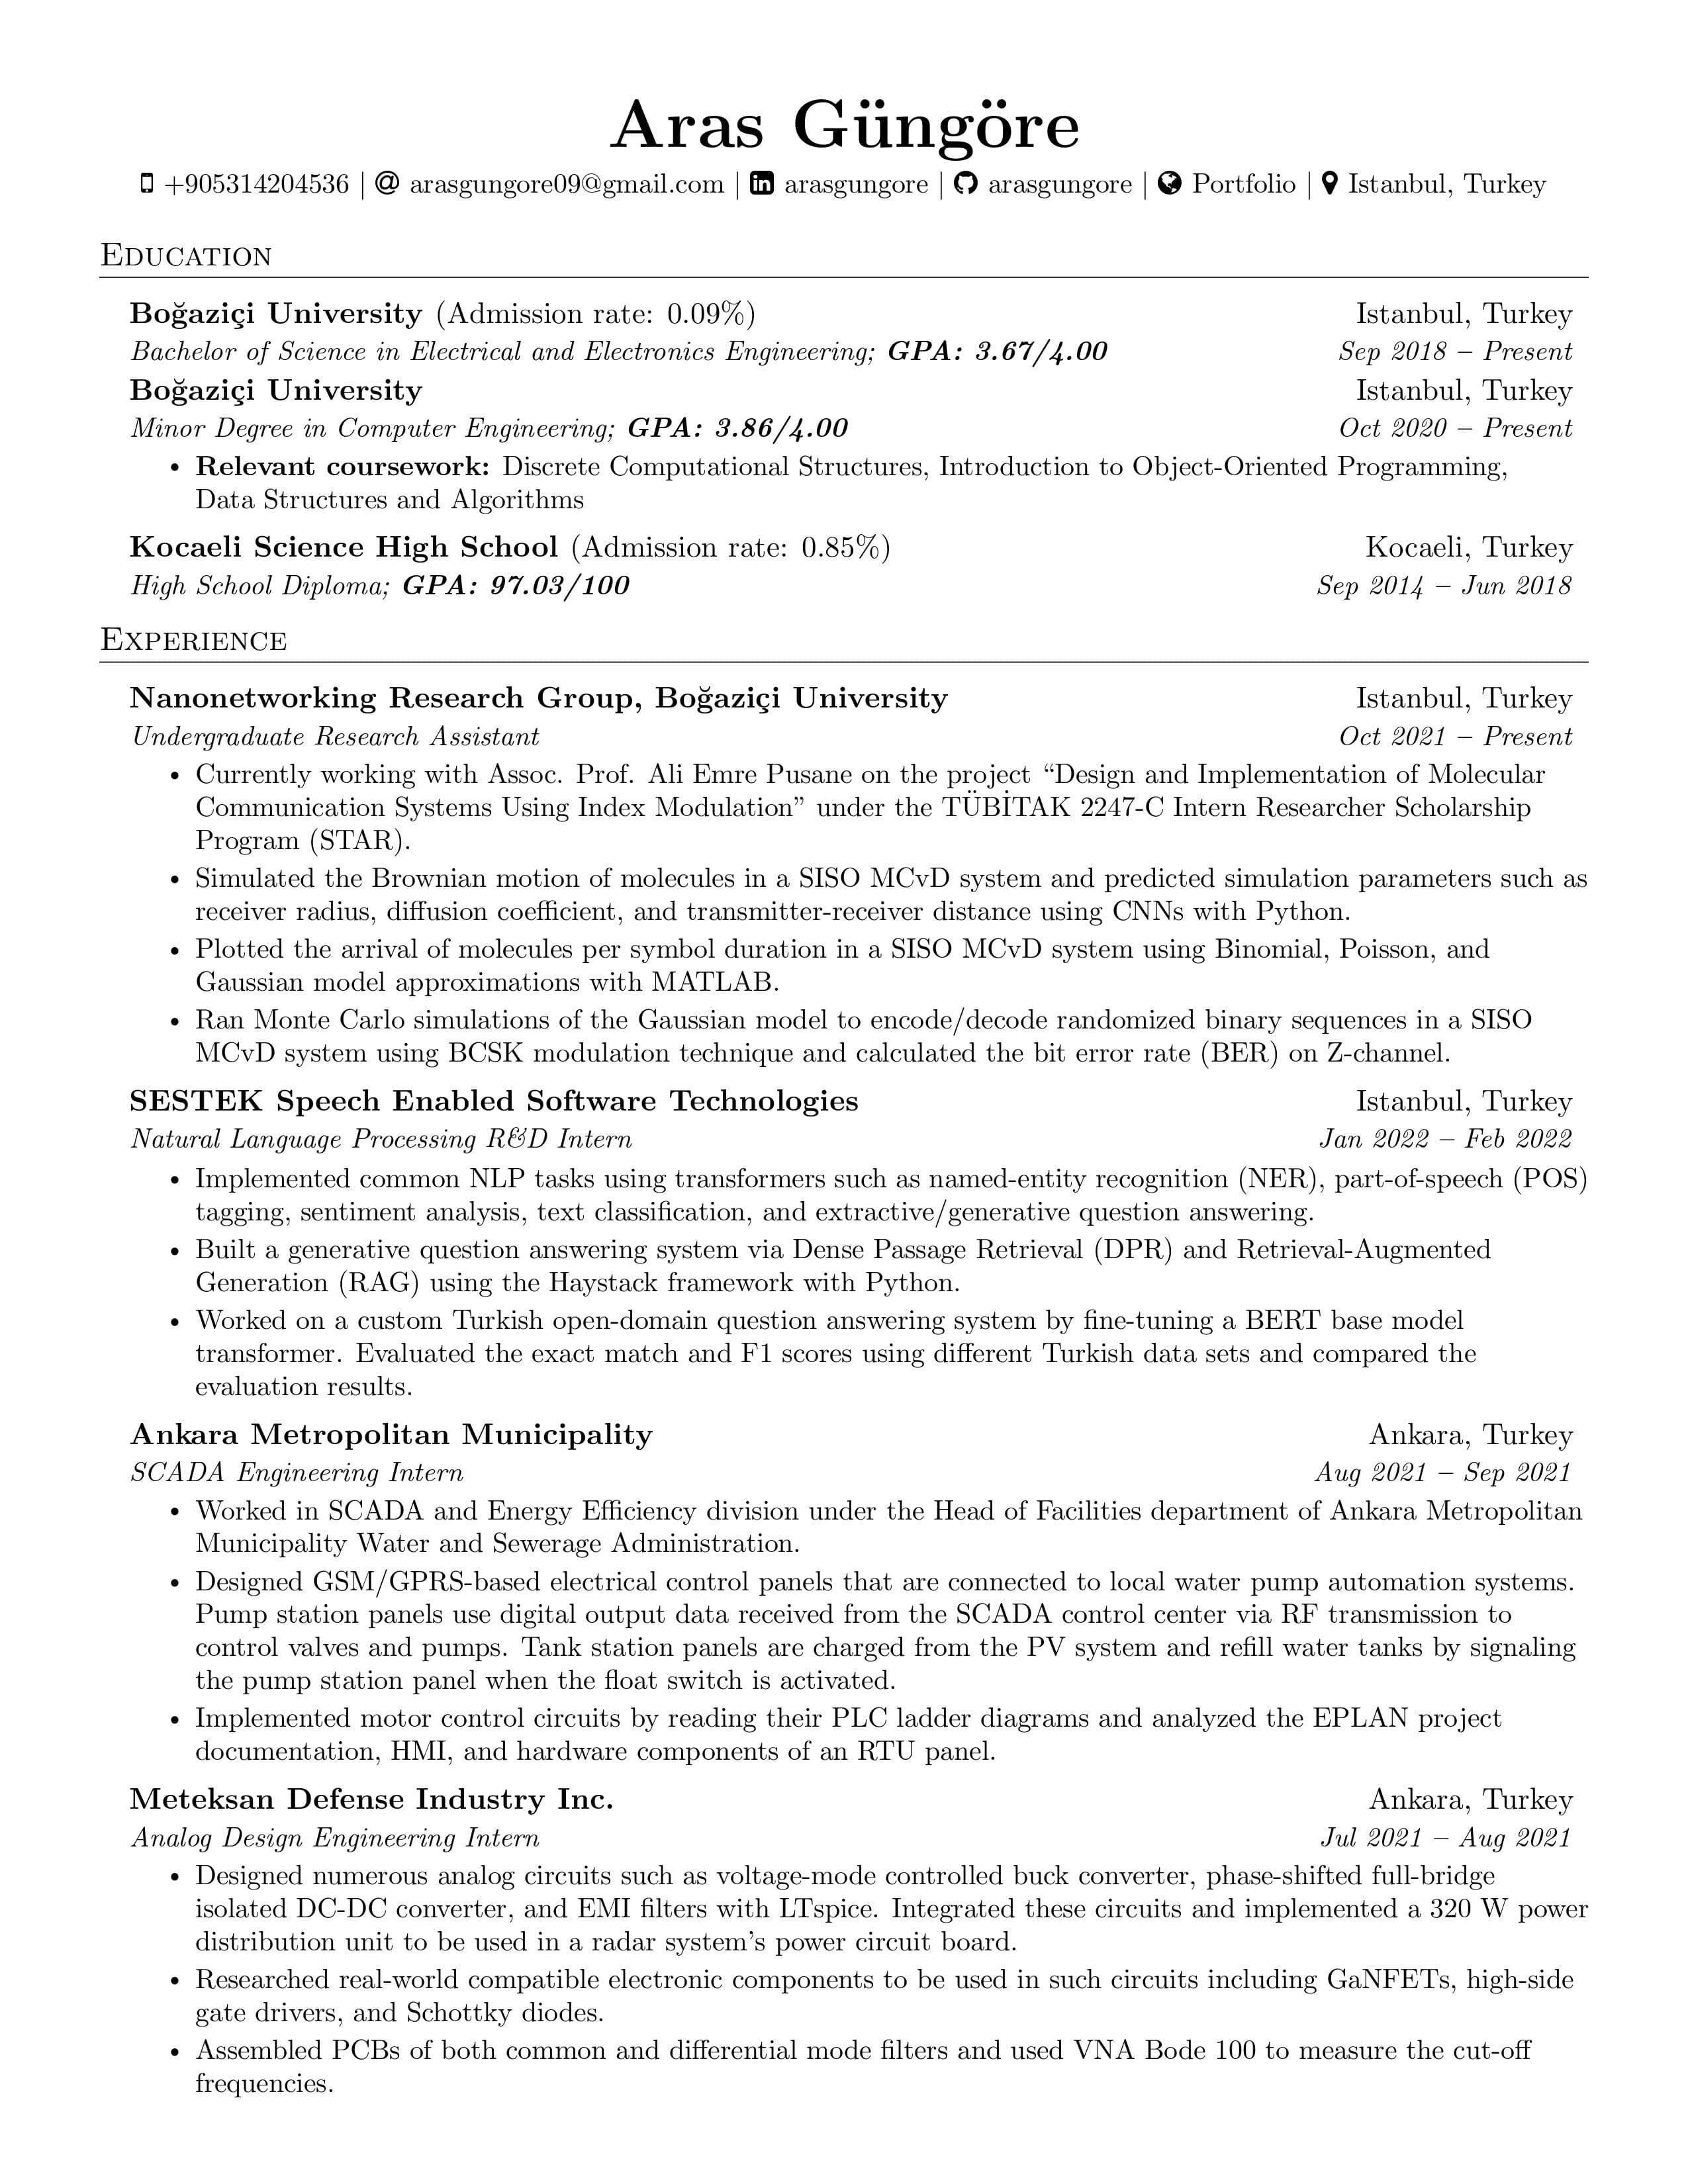 Aras Güngöre
+905314204536 | @ arasgungore09@gmail.com | in arasgungore | arasgungore | Portfolio | Istanbul, Turkey
Education
Boğaziçi University (Admission rate: 0.09%) Istanbul, Turkey
Bachelor of Science in Electrical and Electronics Engineering; GPA: 3.67/4.00 Sep 2018 – Present
Boğaziçi University Istanbul, Turkey
Minor Degree in Computer Engineering; GPA: 3.86/4.00 Oct 2020 – Present
• Relevant coursework: Discrete Computational Structures, Introduction to Object-Oriented Programming,
Data Structures and Algorithms
Kocaeli Science High School (Admission rate: 0.85%) Kocaeli, Turkey
High School Diploma; GPA: 97.03/100 Sep 2014 – Jun 2018
Experience
Nanonetworking Research Group, Boğaziçi University Istanbul, Turkey
Undergraduate Research Assistant Oct 2021 – Present
• Currently working with Assoc. Prof. Ali Emre Pusane on the project “Design and Implementation of Molecular
Communication Systems Using Index Modulation” under the TÜBİTAK 2247-C Intern Researcher Scholarship
Program (STAR).
• Simulated the Brownian motion of molecules in a SISO MCvD system and predicted simulation parameters such as
receiver radius, diffusion coefficient, and transmitter-receiver distance using CNNs with Python.
• Plotted the arrival of molecules per symbol duration in a SISO MCvD system using Binomial, Poisson, and
Gaussian model approximations with MATLAB.
• Ran Monte Carlo simulations of the Gaussian model to encode/decode randomized binary sequences in a SISO
MCvD system using BCSK modulation technique and calculated the bit error rate (BER) on Z-channel.
SESTEK Speech Enabled Software Technologies Istanbul, Turkey
Natural Language Processing R&D Intern Jan 2022 – Feb 2022
• Implemented common NLP tasks using transformers such as named-entity recognition (NER), part-of-speech (POS)
tagging, sentiment analysis, text classification, and extractive/generative question answering.
• Built a generative question answering system via Dense Passage Retrieval (DPR) and Retrieval-Augmented
Generation (RAG) using the Haystack framework with Python.
• Worked on a custom Turkish open-domain question answering system by fine-tuning a BERT base model
transformer. Evaluated the exact match and F1 scores using different Turkish data sets and compared the
evaluation results.
Ankara Metropolitan Municipality Ankara, Turkey
SCADA Engineering Intern Aug 2021 – Sep 2021
• Worked in SCADA and Energy Efficiency division under the Head of Facilities department of Ankara Metropolitan
Municipality Water and Sewerage Administration.
• Designed GSM/GPRS-based electrical control panels that are connected to local water pump automation systems.
Pump station panels use digital output data received from the SCADA control center via RF transmission to
control valves and pumps. Tank station panels are charged from the PV system and refill water tanks by signaling
the pump station panel when the float switch is activated.
• Implemented motor control circuits by reading their PLC ladder diagrams and analyzed the EPLAN project
documentation, HMI, and hardware components of an RTU panel.
Meteksan Defense Industry Inc. Ankara, Turkey
Analog Design Engineering Intern Jul 2021 – Aug 2021
• Designed numerous analog circuits such as voltage-mode controlled buck converter, phase-shifted full-bridge
isolated DC-DC converter, and EMI filters with LTspice. Integrated these circuits and implemented a 320 W power
distribution unit to be used in a radar system’s power circuit board.
• Researched real-world compatible electronic components to be used in such circuits including GaNFETs, high-side
gate drivers, and Schottky diodes.
• Assembled PCBs of both common and differential mode filters and used VNA Bode 100 to measure the cut-off
frequencies.